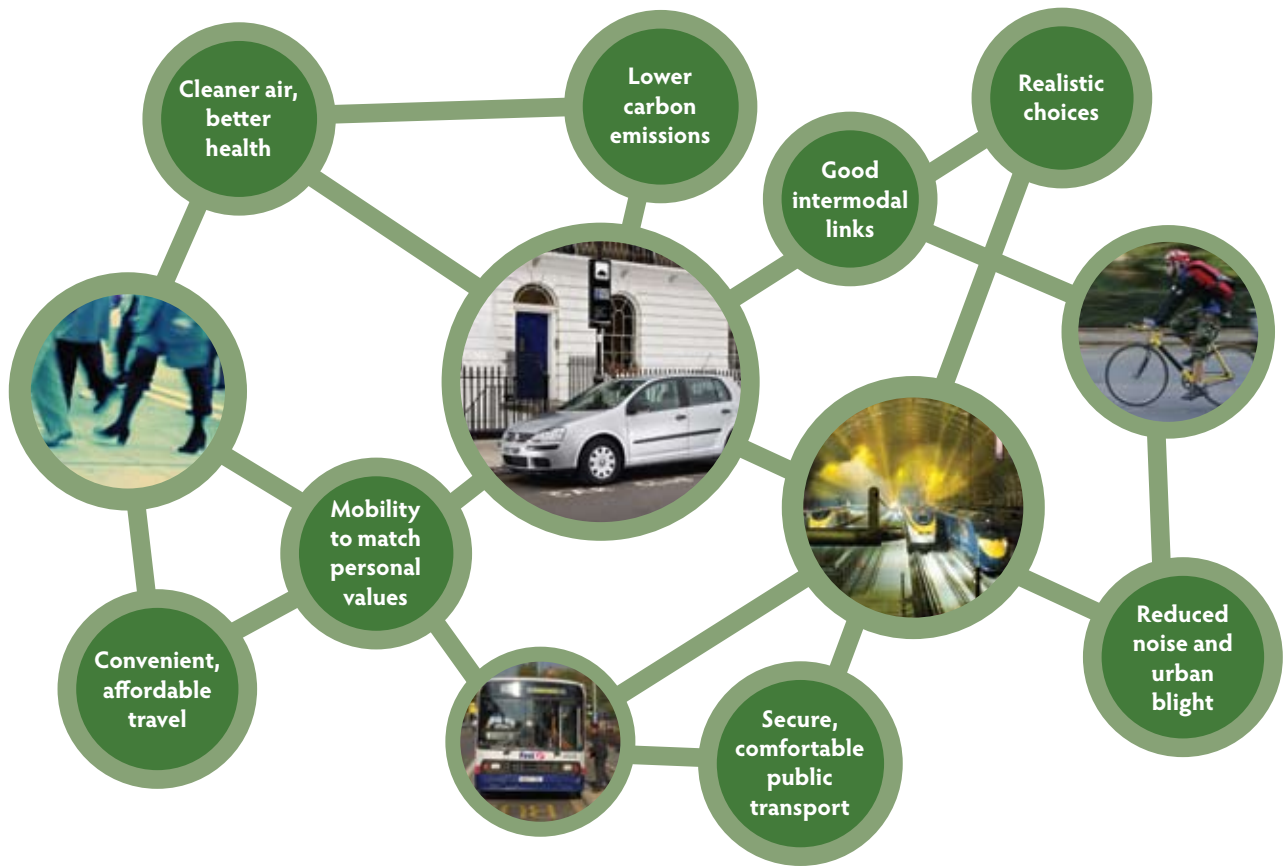 Cleaner air,
better
health
Lower
carbon
emissions
Realistic
choices
Good
intermodal
links
Mobility
to match
personal
values
Convenient,
affordable
travel
Secure,
comfortable
public
transport
Reduced
noise and
urban
blight
First